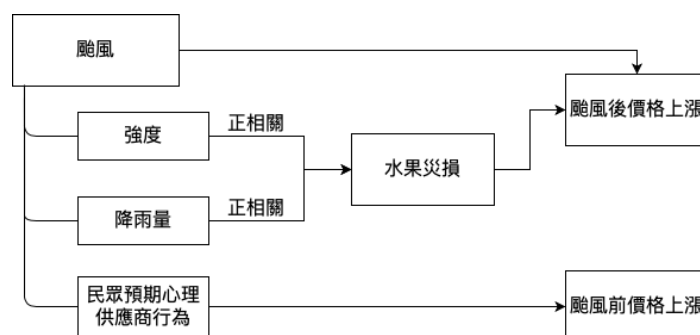 颱風
颱風後價格上漲
強度
正相關
水果災損
降雨量
正相關
民眾預期心理
供應商行為
颱風前價格上漲